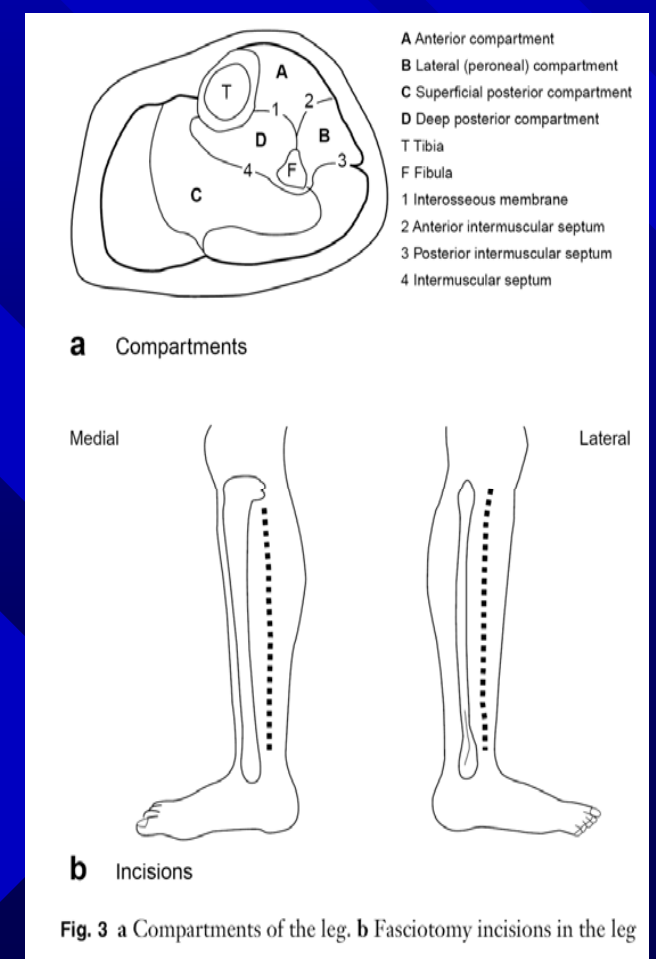 A Anterior compartment
B Lateral (peroneal) compartment
C Superficial posterior compartment
D Deep posterior compartment
T Tibia
F Fibula
1 Interosseous membrane
2 Anterior intermuscular septum
3 Posterior intermuscular septum
4 Intermuscular septum
A
T
1
2
D
B
3
4
F
C
a Compartments
Medial
Lateral
b Incisions
Fig. 3 a Compartments of the leg. b Fasciotomy incisions in the leg